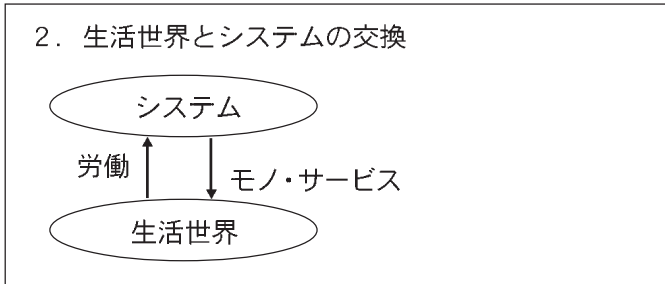 ２．生活世界とシステムの交換
システム
労働
モノ・サービス
生活世界